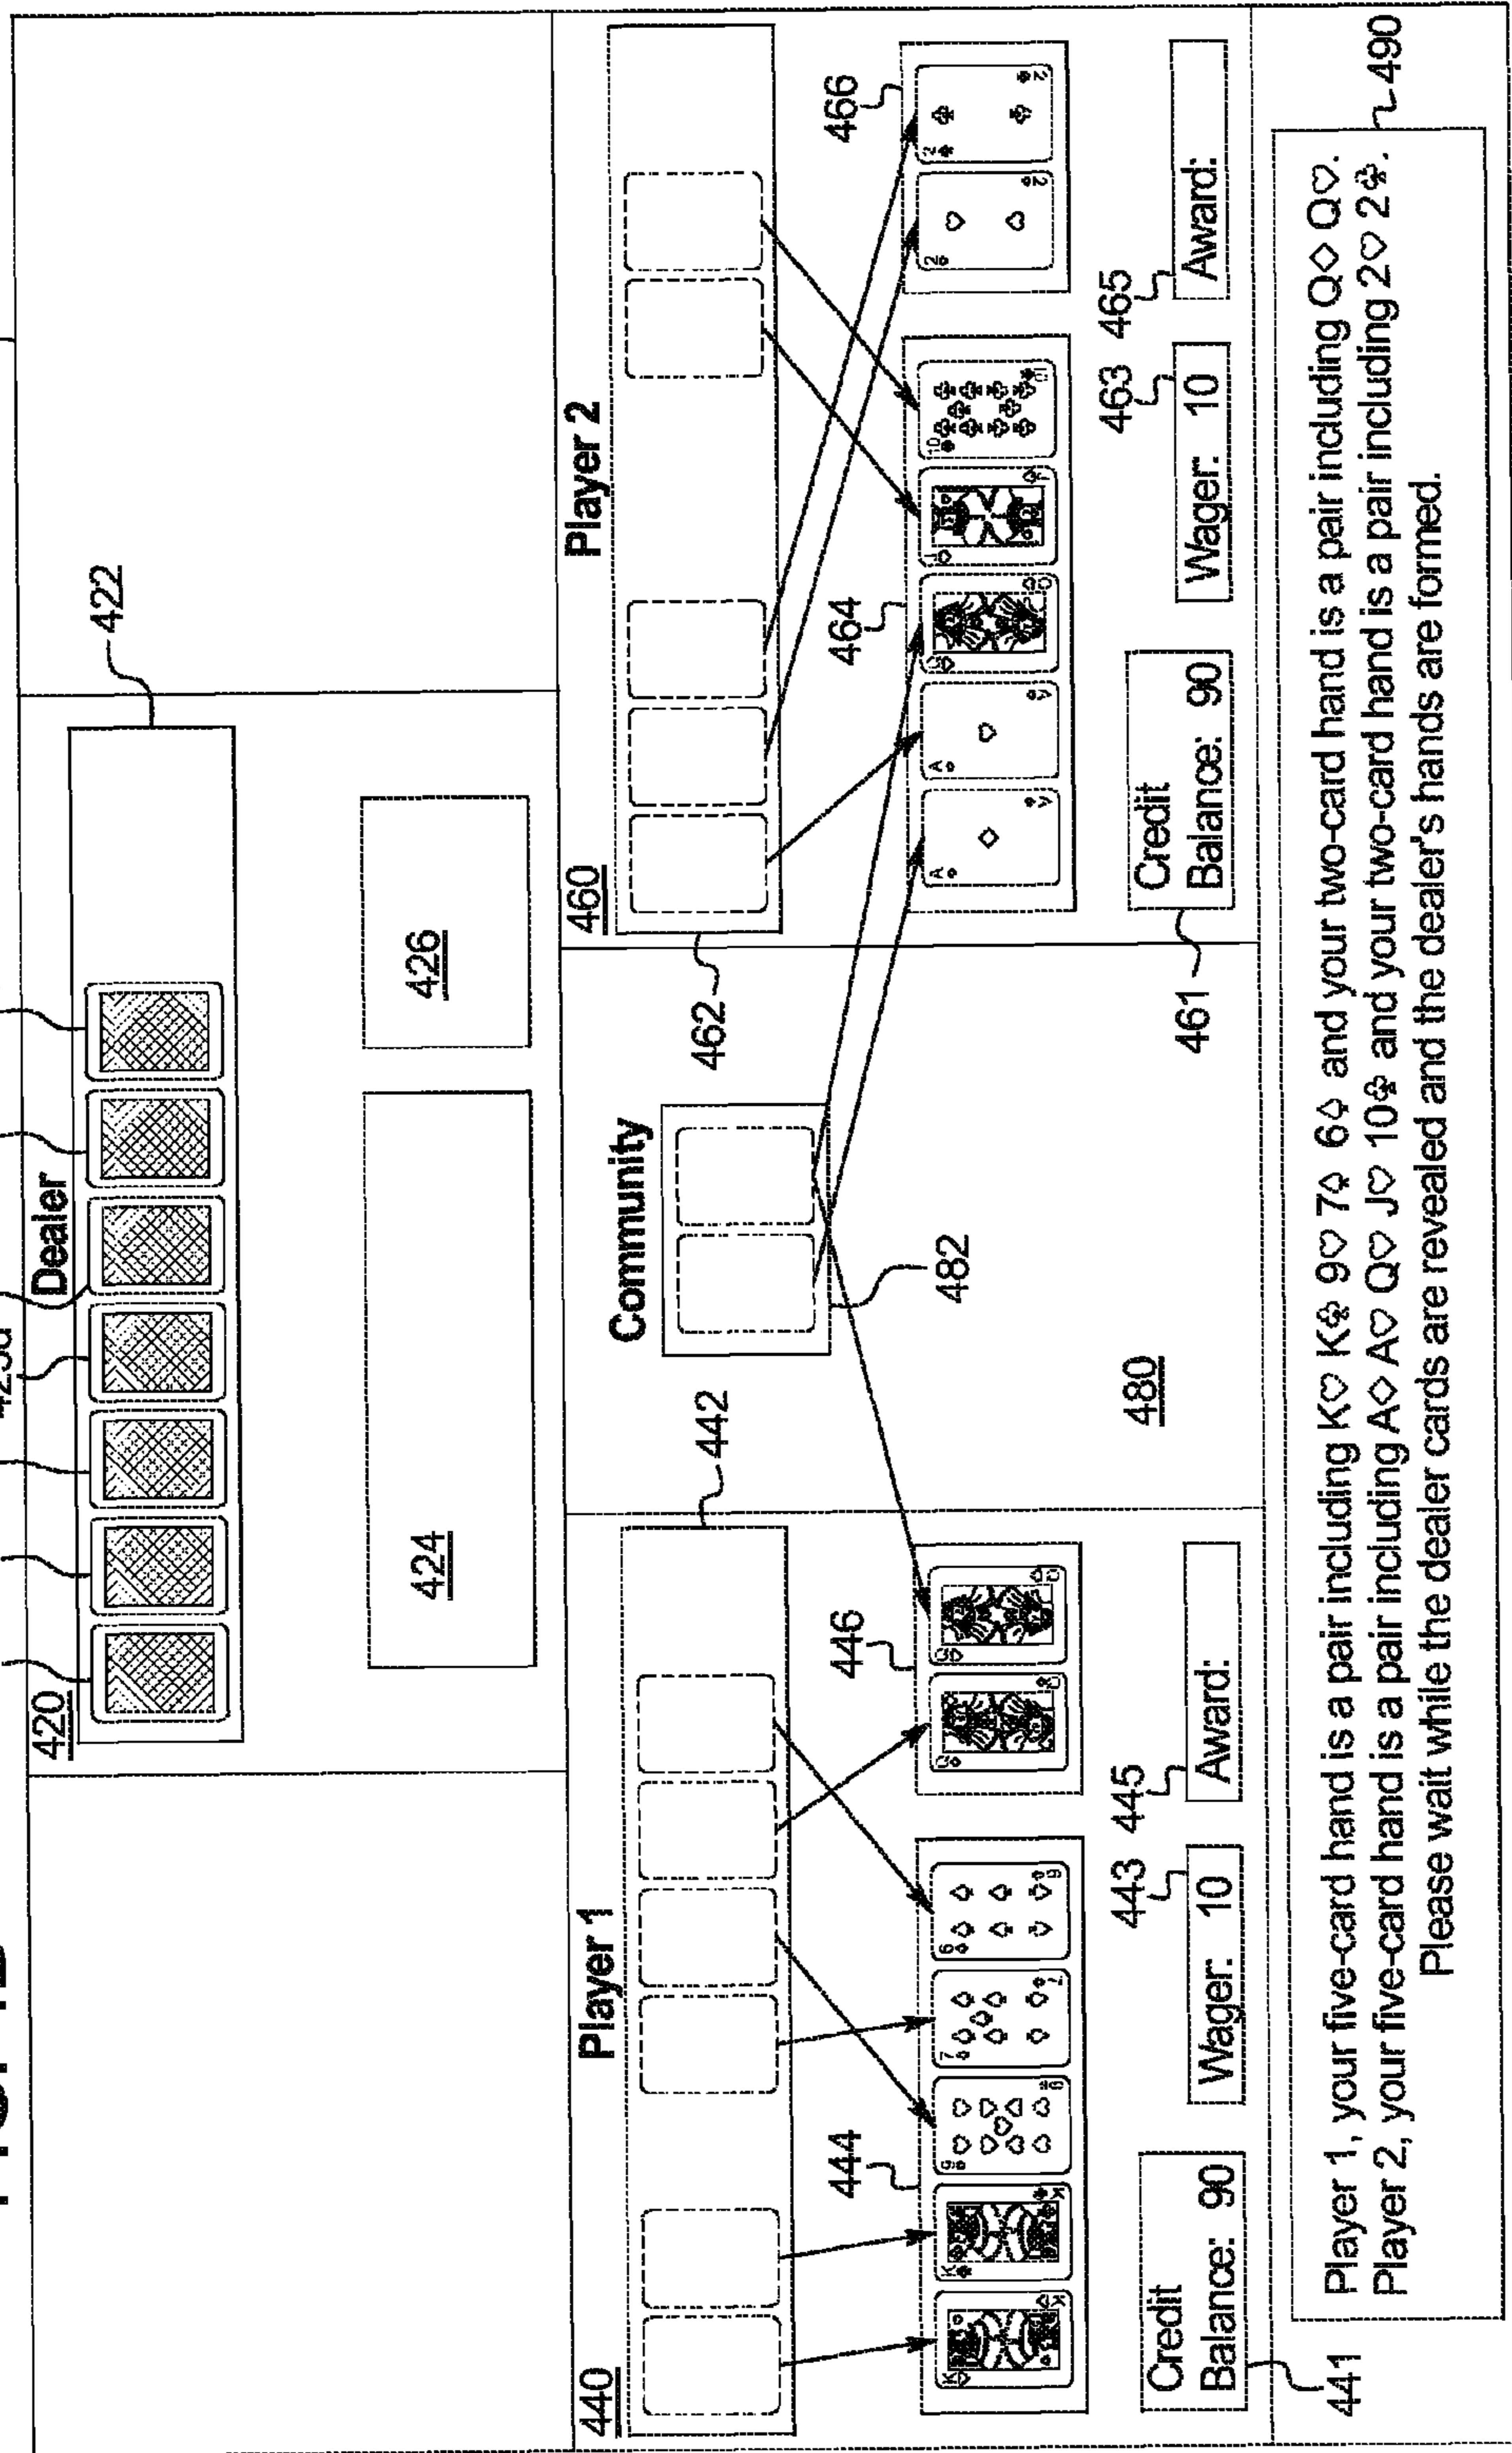 423d
Dealer
420
422
424
426
Player 1
440
442
444
446
443
445
Credit
Balance: 90
Wager: 10
Award:
441
Community
482
480
Player 2
460
462
464
466
463
465
Credit
Balance: 90
Wager: 10
Award:
461
Player 1, your five-card hand is a pair including K♡ K♧ 9♡ 7♤ 6♤ and your two-card hand is a pair including Q♢ Q♡.
Player 2, your five-card hand is a pair including A♢ A♡ Q♡ J♡ 10♧ and your two-card hand is a pair including 2♡ 2♧.
Please wait while the dealer cards are revealed and the dealer's hands are formed.
490